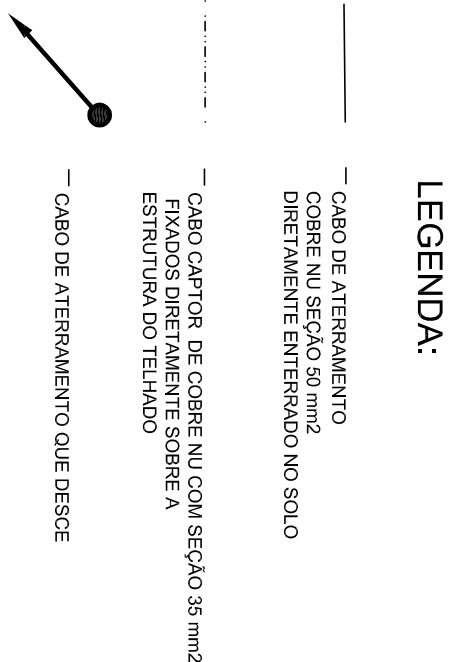 LEGENDA:
— CABO DE ATERRAMENTO
COBRE NU SEÇÃO 50 mm2
DIRETAMENTE ENTERRADO NO SOLO
— CABO CAPTOR DE COBRE NU COM SEÇÃO 35 mm2
FIXADOS DIRETAMENTE SOBRE A
ESTRUTURA DO TELHADO
— CABO DE ATERRAMENTO QUE DESCE